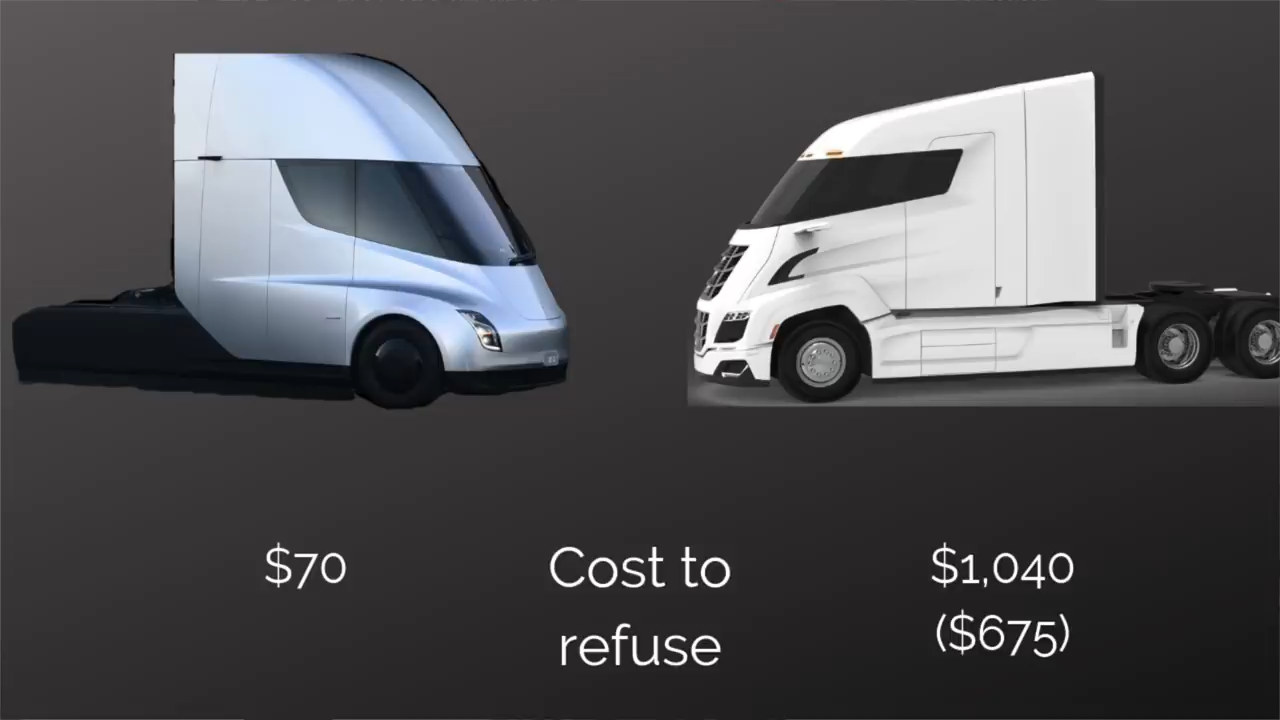 $70
Cost to
refuse
$1,040
($675)